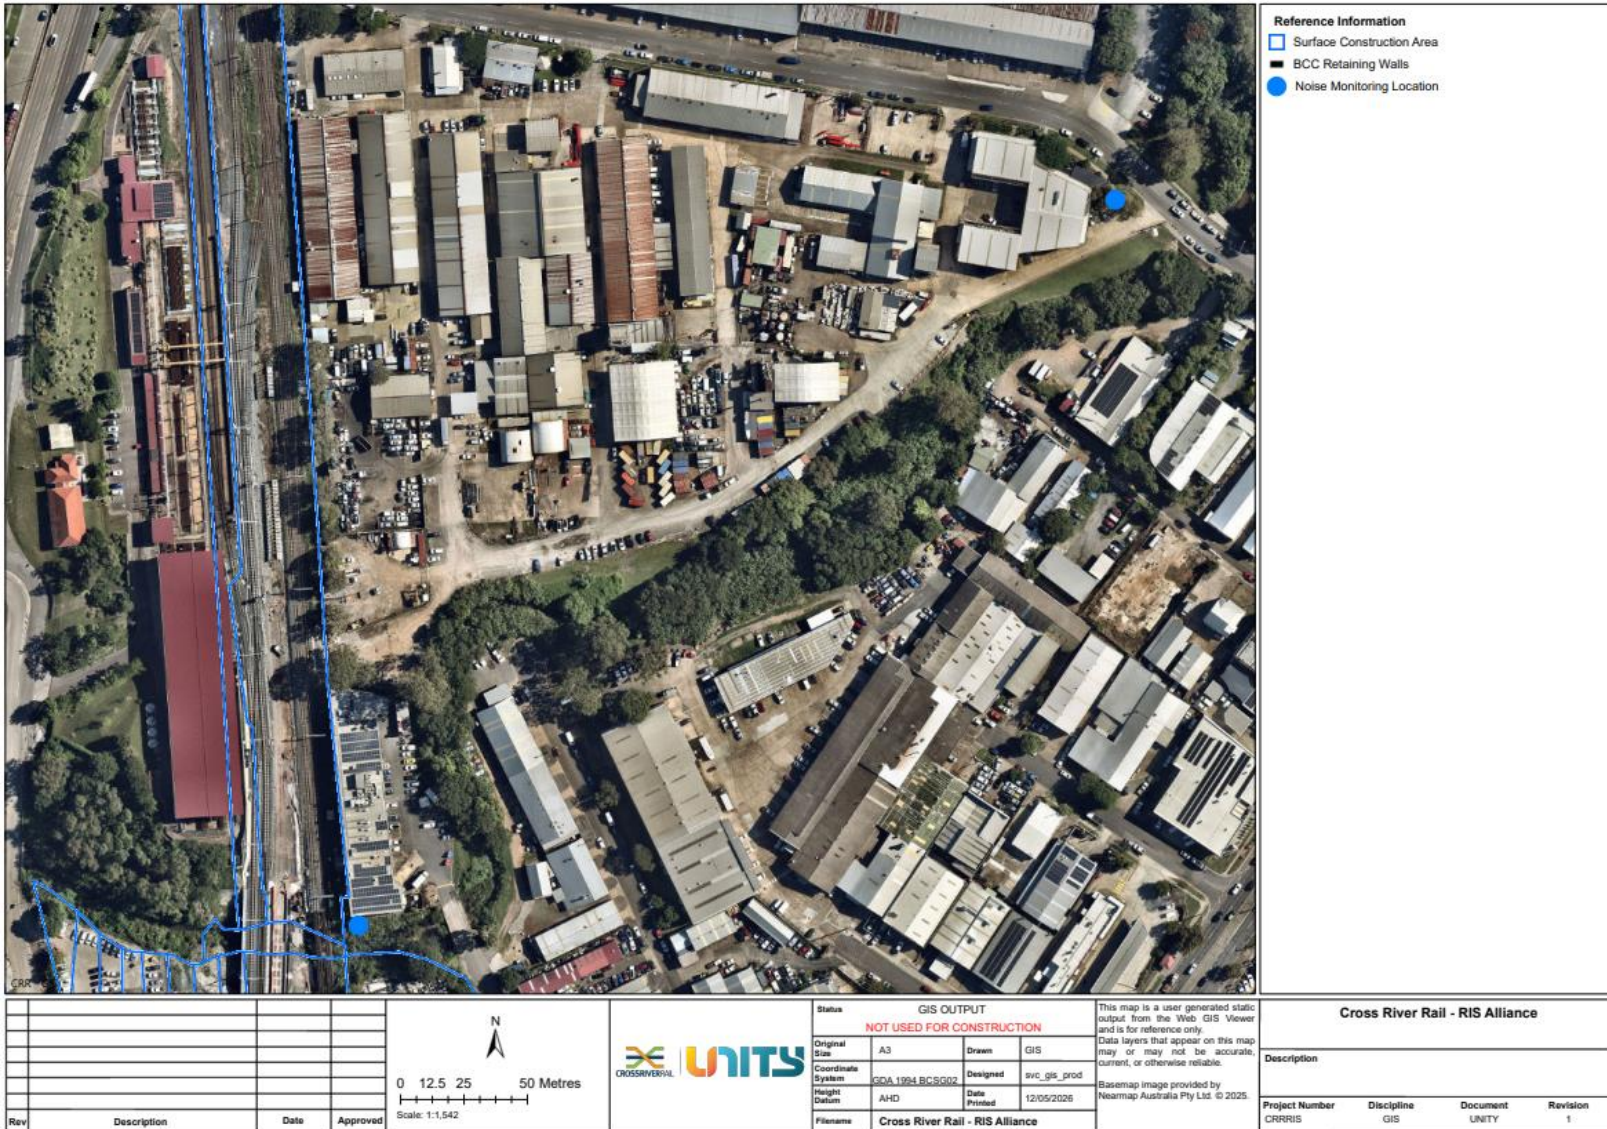 Reference Information
Surface Construction Area
BCC Retaining Walls
Noise Monitoring Location
CRR
N
0 12.5 25 50 Metres
Scale: 1:1,542
Rev Description Date Approved
CROSSRIVERRAIL
UNITY
Status GIS OUTPUT
NOT USED FOR CONSTRUCTION
Original Size A3 Drawn GIS
Coordinate System GDA 1994 BCSG02 Designed svc_gis_prod
Height Datum AHD Date Printed 12/05/2026
Filename Cross River Rail - RIS Alliance
This map is a user generated static
output from the Web GIS Viewer
and is for reference only.
Data layers that appear on this map
may or may not be accurate,
current, or otherwise reliable.
Basemap image provided by
Nearmap Australia Pty Ltd. © 2025.
Cross River Rail - RIS Alliance
Description
Project Number Discipline Document Revision
CRRRIS GIS UNITY 1